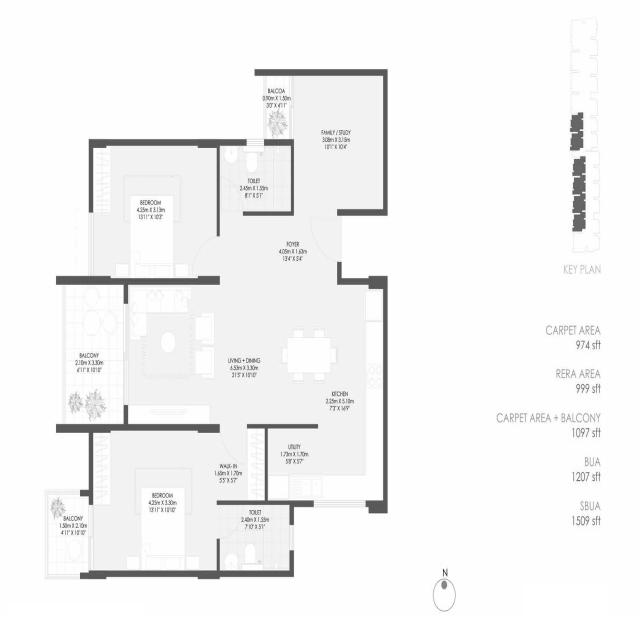 BALCOA
0.90m X 1.50m
3'0" X 4'11"
FAMILY / STUDY
3.08m X 3.15m
10'1" X 10'4"
TOILET
2.45m X 1.55m
8'1" X 5'1"
BEDROOM
4.25m X 3.13m
13'11" X 10'3"
FOYER
4.05m X 1.63m
13'4" X 5'4"
KEY PLAN
CARPET AREA
974 sft
BALCONY
2.10m X 3.30m
6'11" X 10'10"
LIVING + DINING
6.53m X 3.30m
21'5" X 10'10"
RERA AREA
999 sft
KITCHEN
2.25m X 5.10m
7'3" X 16'9"
CARPET AREA + BALCONY
1097 sft
UTILITY
1.73m X 1.70m
5'8" X 5'7"
WALK-IN
1.65m X 1.70m
5'5" X 5'7"
BUA
1207 sft
BEDROOM
4.25m X 3.30m
13'11" X 10'10"
SBUA
1509 sft
BALCONY
1.50m X 2.10m
4'11" X 10'10"
TOILET
2.40m X 1.55m
7'10" X 5'1"
N